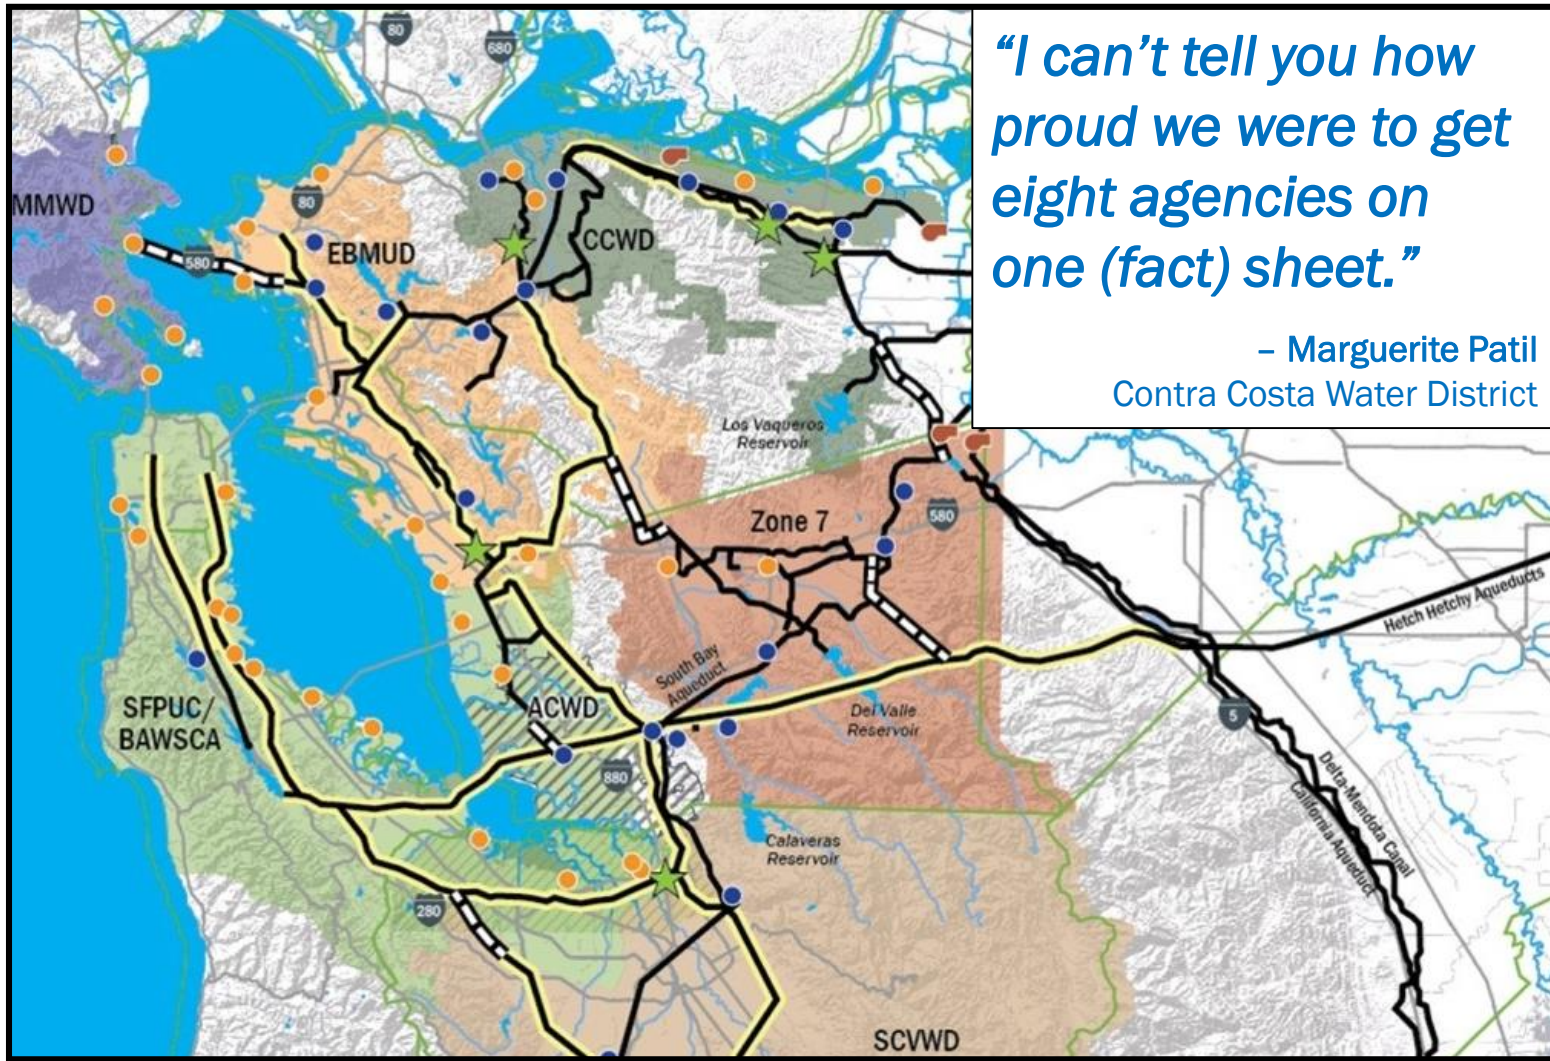 “I can’t tell you how
proud we were to get
eight agencies on
one (fact) sheet.”
– Marguerite Patil
Contra Costa Water District
80
680
MMWD
80
580
EBMUD
CCWD
Los Vaqueros
Reservoir
Zone 7
580
Hetch Hetchy Aqueducts
South Bay
Aqueduct
SFPUC/
BAWSCA
ACWD
Del Valle
Reservoir
5
880
Delta-Mendota Canal
California Aqueduct
Calaveras
Reservoir
280
SCVWD